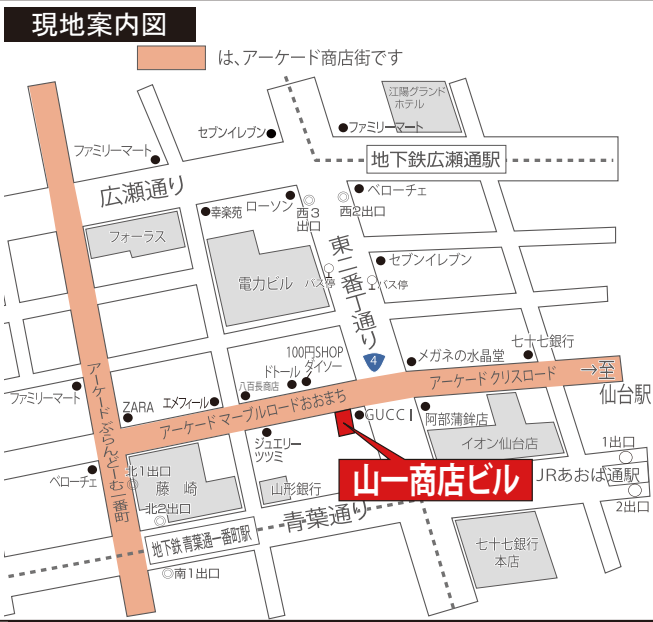 現地案内図
は、アーケード商店街です
江陽グランド
ホテル
セブンイレブン
ファミリーマート
ファミリーマート
地下鉄広瀬通駅
広瀬通り
幸楽苑
ローソン
西3
出口
西2出口
ベローチェ
フォーラス
東二番丁通り
電力ビル
バス停
バス停
セブンイレブン
4
100円SHOP
ダイソー
ドトール
八百長商店
メガネの水晶堂
七十七銀行
アーケード クリスロード
→至
仙台駅
ファミリーマート
ZARA
エメフィール
アーケード マーブルロードおおまち
アーケード ぶらんどーむ一番町
GUCCI
阿部蒲鉾店
イオン仙台店
ジュエリー
ツツミ
山一商店ビル
1出口
JRあおば通駅
2出口
ベローチェ
北1出口
藤崎
北2出口
山形銀行
青葉通り
地下鉄 青葉通一番町駅
南1出口
七十七銀行
本店